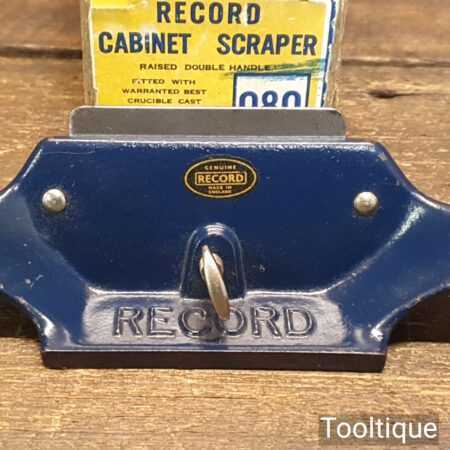 RECORD
CABINET SCRAPER
RAISED DOUBLE HANDLE
FITTED WITH
WARRANTED BEST
CRUCIBLE CAST
080
GENUINE
RECORD
MADE IN
ENGLAND
RECORD
Tooltique